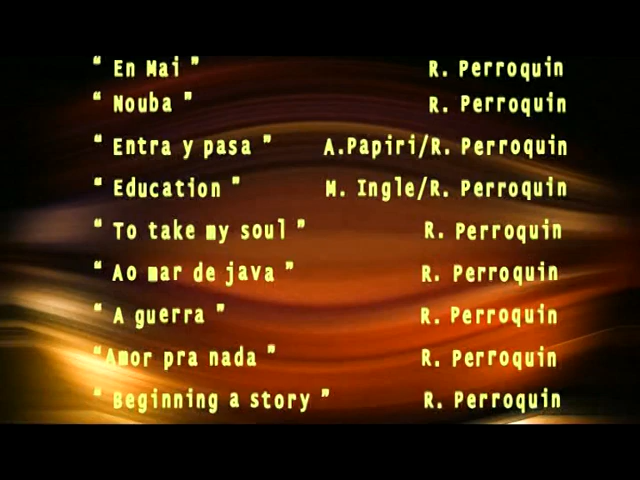 “ En Mai ” R. Perroquin
“ Nouba ” R. Perroquin
“ Entra y pasa ” A.Papiri/R. Perroquin
“ Education ” M. Ingle/R. Perroquin
“ To take my soul ” R. Perroquin
“ Ao mar de java ” R. Perroquin
“ A guerra ” R. Perroquin
“Amor pra nada ” R. Perroquin
“ Beginning a story ” R. Perroquin